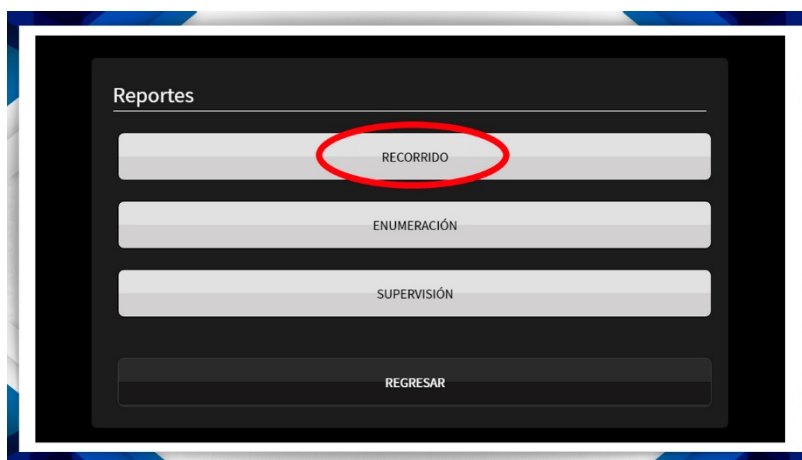 Reportes
RECORRIDO
ENUMERACIÓN
SUPERVISIÓN
REGRESAR